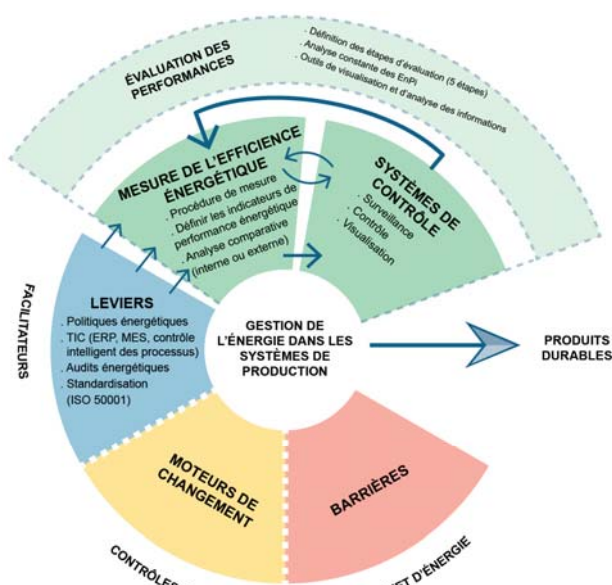 ÉVALUATION DES
PERFORMANCES
. Définition des étapes d'évaluation (5 étapes)
. Analyse constante des EnPi
. Outils de visualisation et d'analyse des informations
MESURE DE L'EFFICIENCE
ÉNERGÉTIQUE
. Procédure de mesure
. Définir les indicateurs de
performance énergétique
. Analyse comparative
(interne ou externe)
SYSTÈMES DE
CONTRÔLE
. Surveillance
. Contrôle
. Visualisation
FACILITATEURS
LEVIERS
. Politiques énergétiques
. TIC (ERP, MES, contrôle
intelligent des processus)
. Audits énergétiques
. Standardisation
(ISO 50001)
GESTION DE
L'ÉNERGIE DANS LES
SYSTÈMES DE
PRODUCTION
PRODUITS
DURABLES
MOTEURS DE
CHANGEMENT
BARRIÈRES
CONTRÔLES
ET D'ÉNERGIE